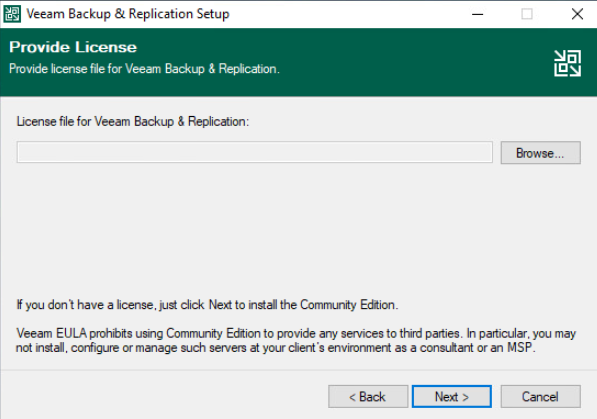 Veeam Backup & Replication Setup
Provide License
Provide license file for Veeam Backup & Replication.
License file for Veeam Backup & Replication:
Browse...
If you don't have a license, just click Next to install the Community Edition.
Veeam EULA prohibits using Community Edition to provide any services to third parties. In particular, you may
not install, configure or manage such servers at your client's environment as a consultant or an MSP.
< Back
Next >
Cancel